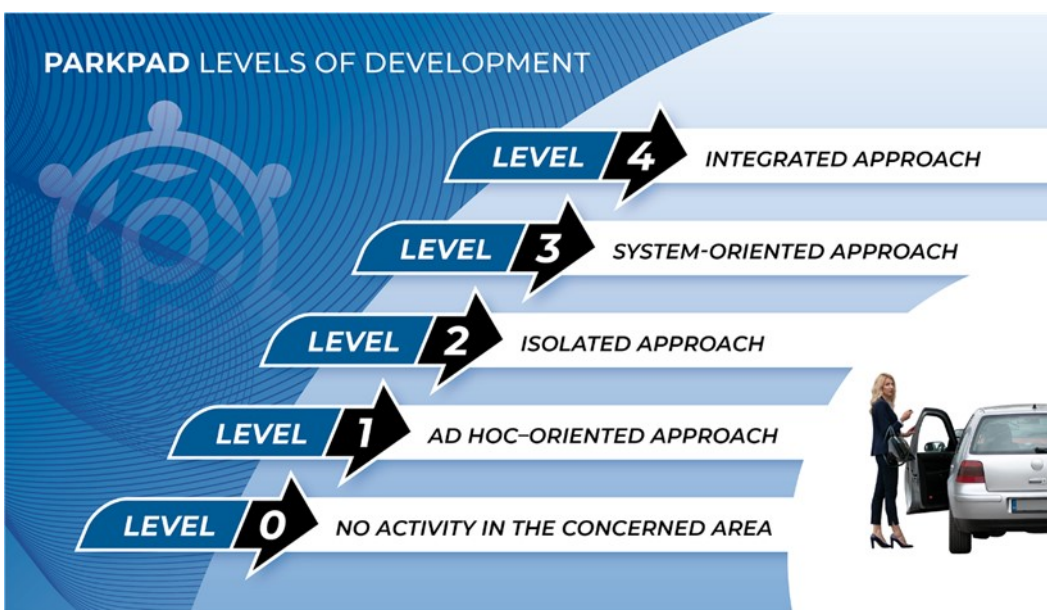 PARKPAD LEVELS OF DEVELOPMENT
LEVEL 4 INTEGRATED APPROACH
LEVEL 3 SYSTEM-ORIENTED APPROACH
LEVEL 2 ISOLATED APPROACH
LEVEL 1 AD HOC–ORIENTED APPROACH
LEVEL 0 NO ACTIVITY IN THE CONCERNED AREA